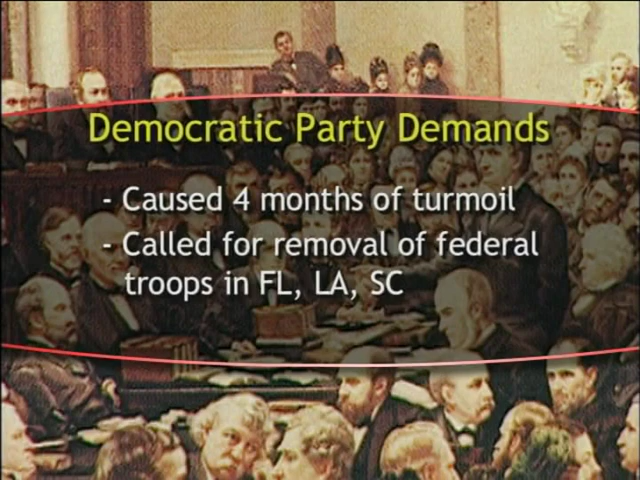 Democratic Party Demands
- Caused 4 months of turmoil
- Called for removal of federal
troops in FL, LA, SC